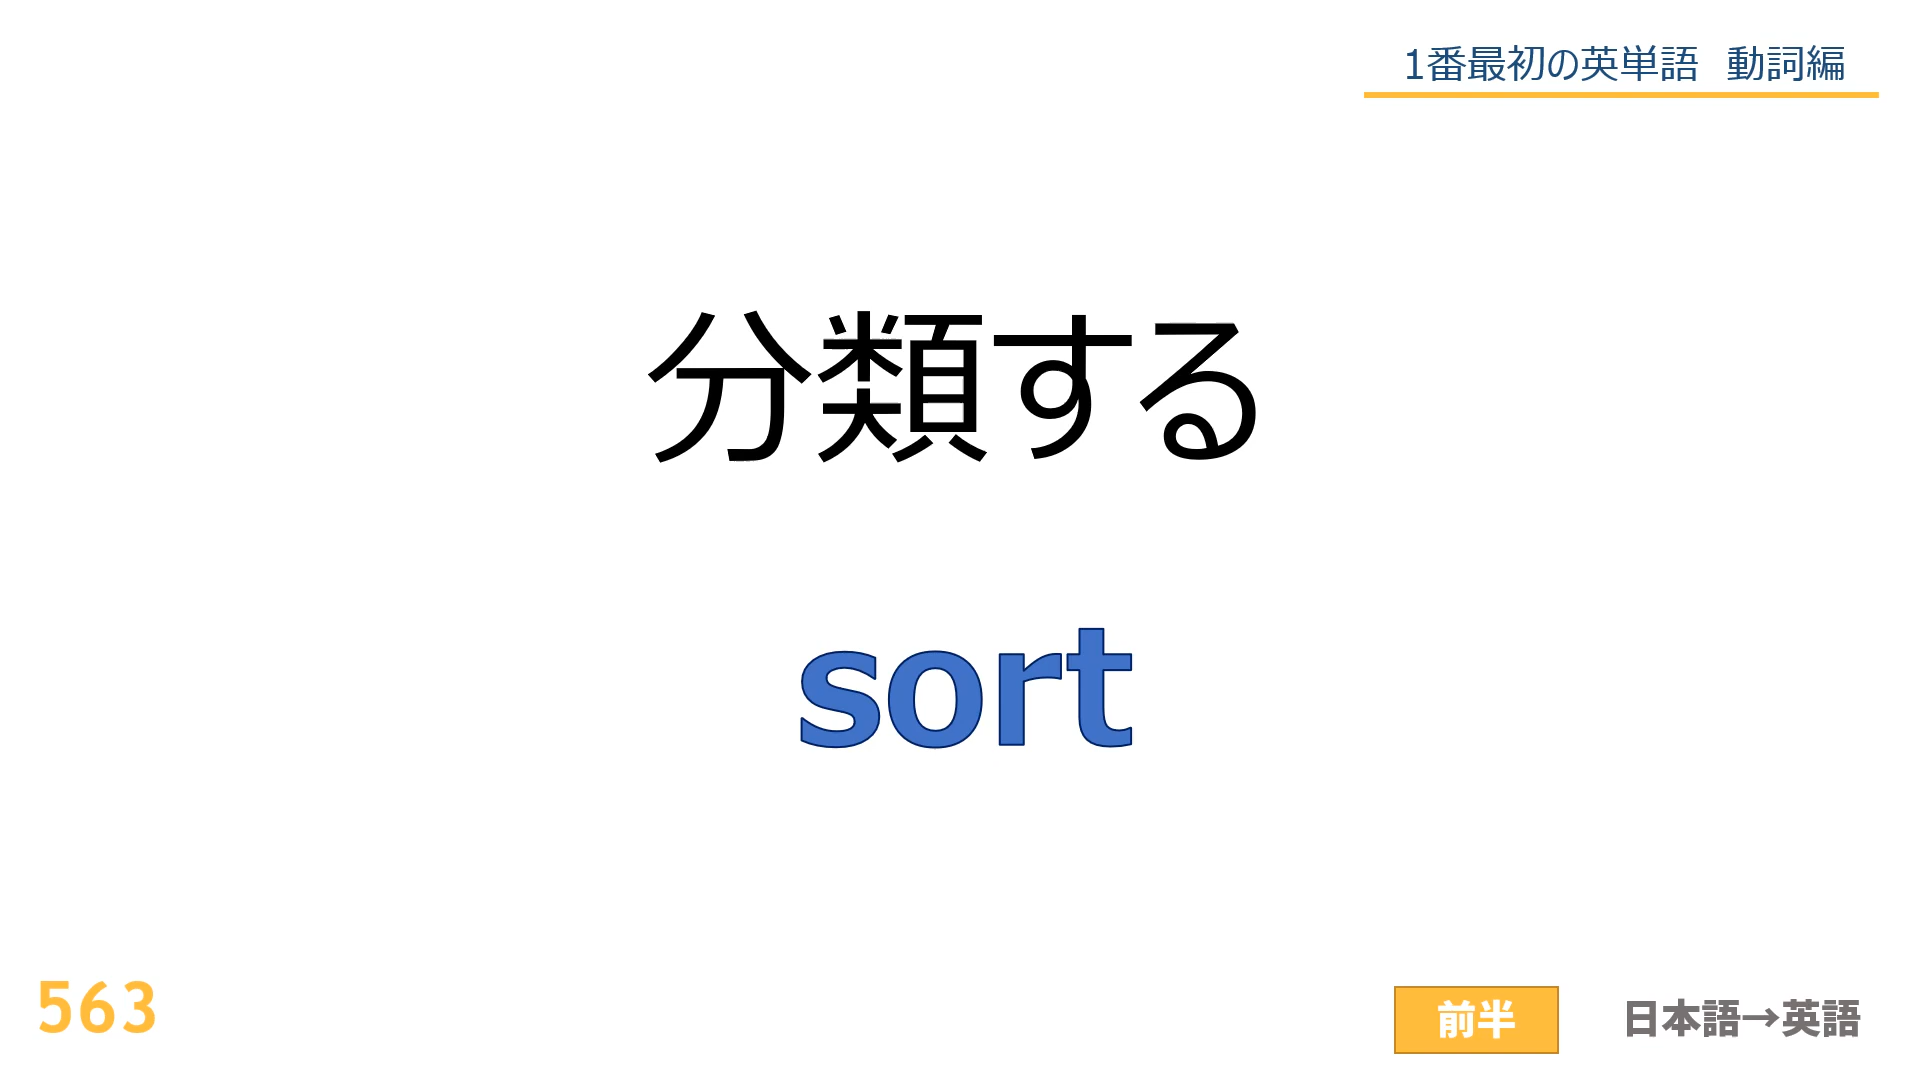 1番最初の英単語 動詞編
分類する
sort
563
前半
日本語→英語